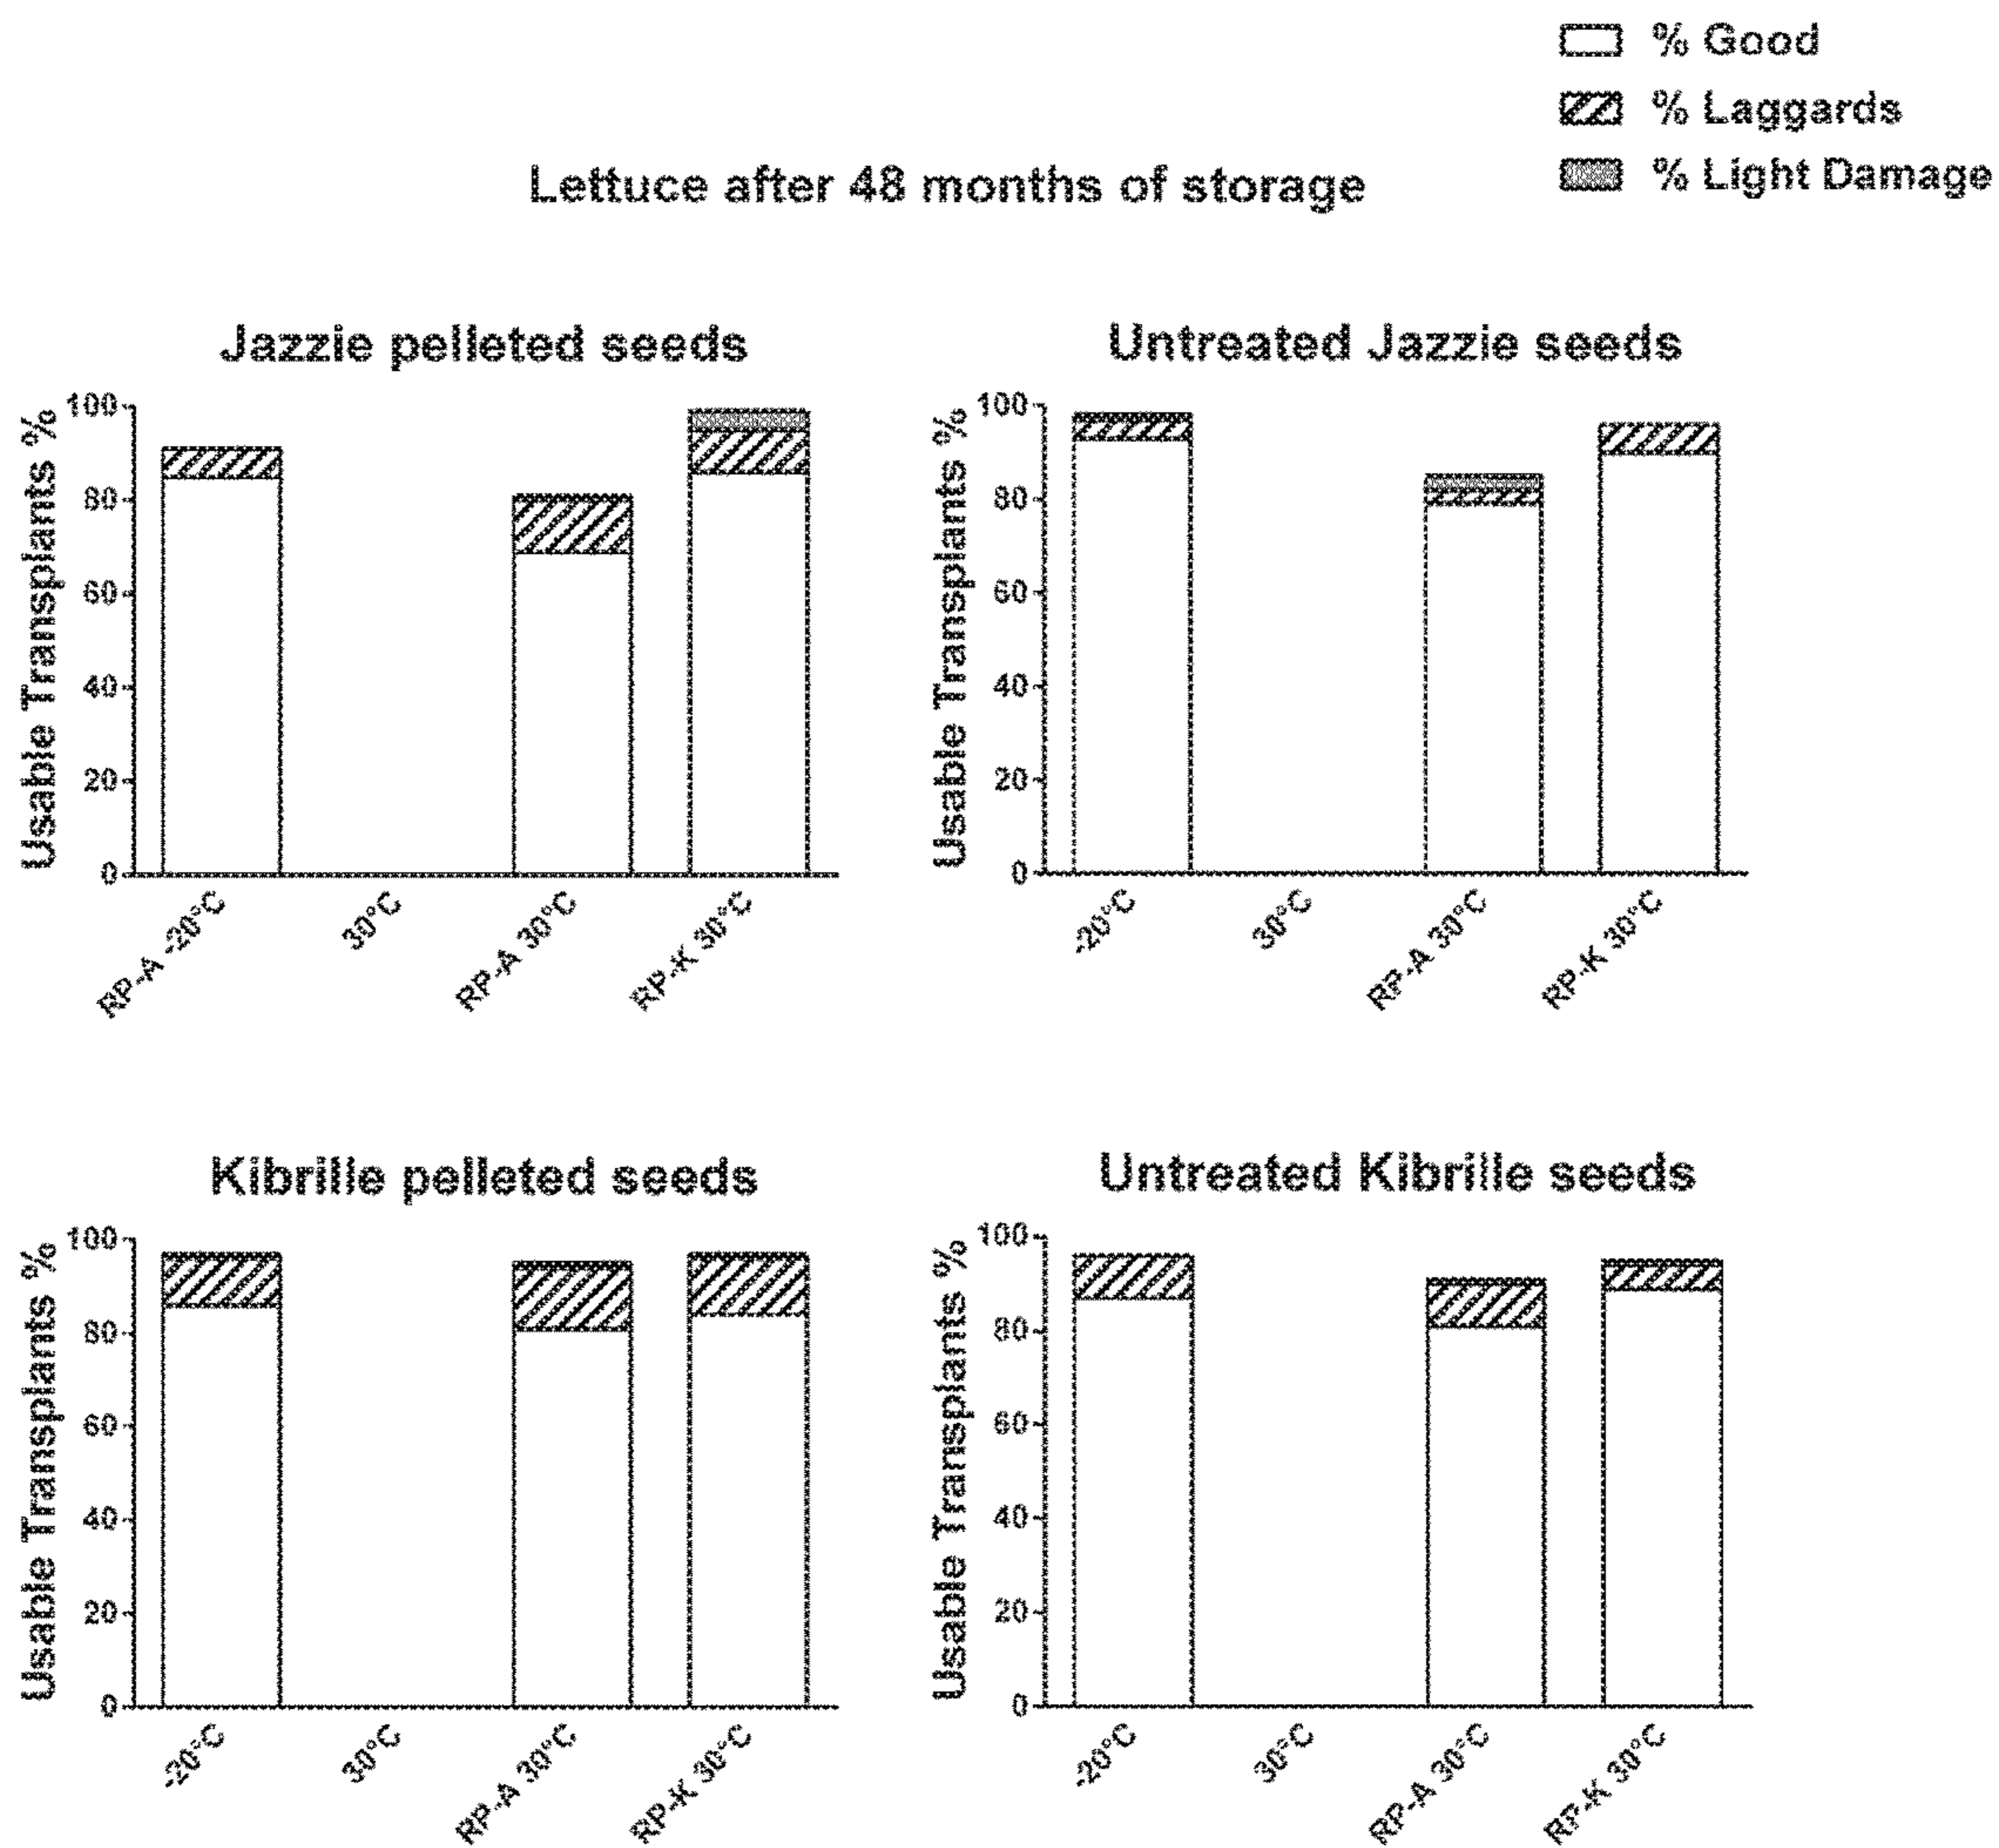 % Good
% Laggards
% Light Damage
Lettuce after 48 months of storage
Jazzie pelleted seeds
Usable Transplants %
100
80
60
40
20
0
RP-A -20°C
30°C
RP-A 30°C
RP-K 30°C
Untreated Jazzie seeds
Usable Transplants %
100
80
60
40
20
0
-20°C
30°C
RP-A 30°C
RP-K 30°C
Kibrille pelleted seeds
Usable Transplants %
100
80
60
40
20
0
-20°C
30°C
RP-A 30°C
RP-K 30°C
Untreated Kibrille seeds
Usable Transplants %
100
80
60
40
20
0
-20°C
30°C
RP-A 30°C
RP-K 30°C